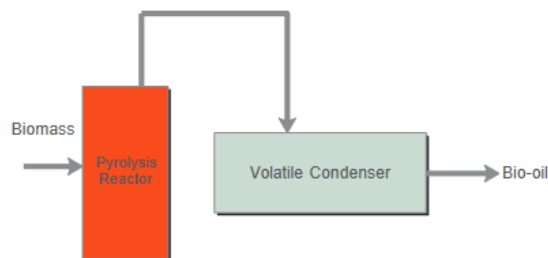 Biomass
Pyrolysis
Reactor
Volatile Condenser
Bio-oil